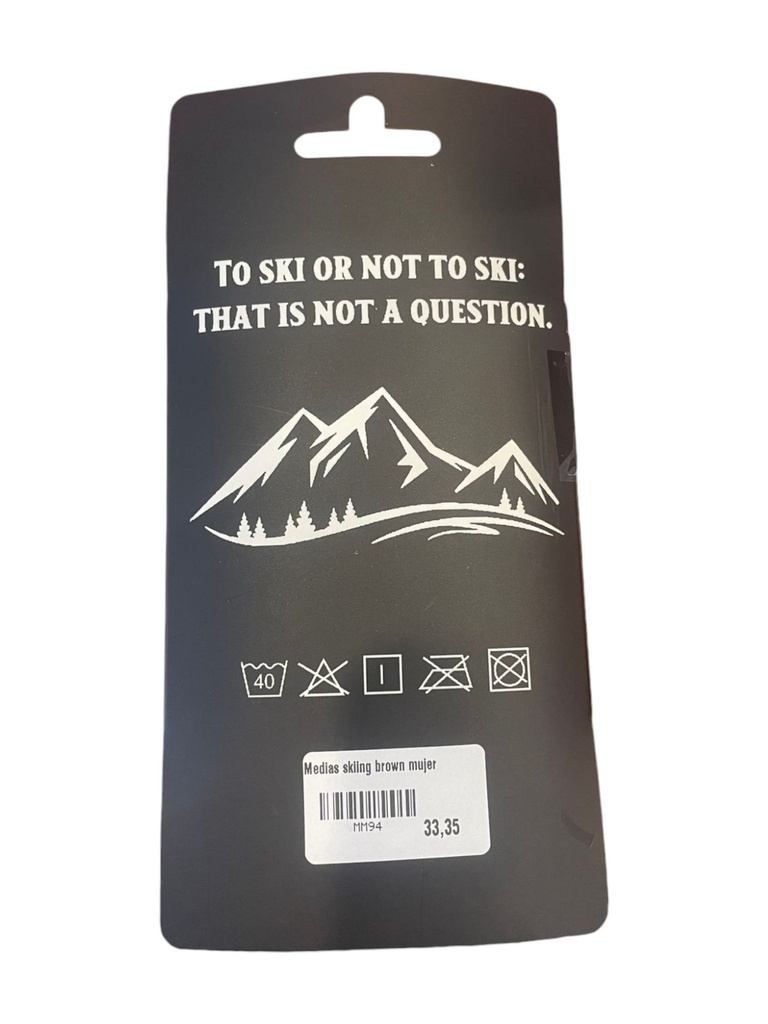 TO SKI OR NOT TO SKI:
THAT IS NOT A QUESTION.
40
Medias skiing brown mujer
MM94
33,35